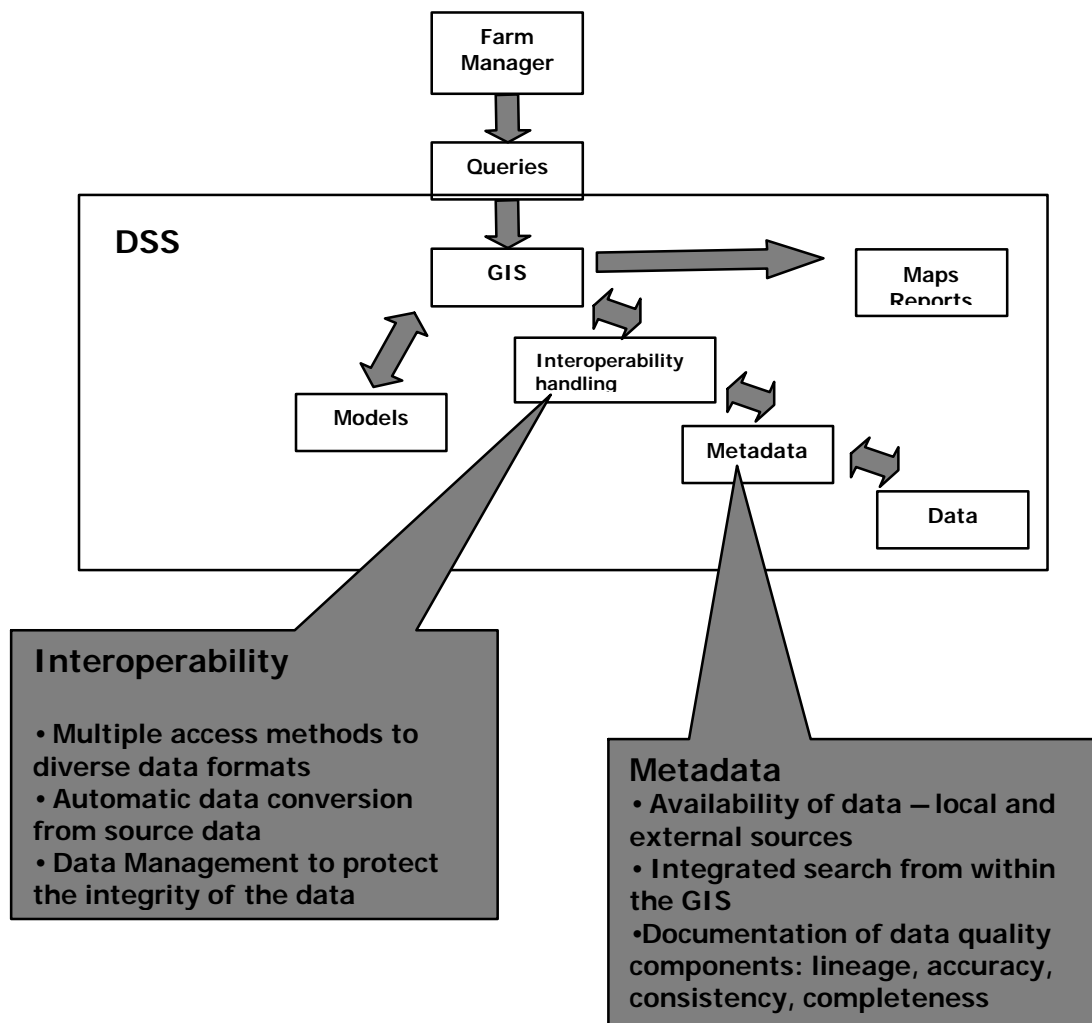 Farm
Manager
Queries
DSS
GIS
Maps
Reports
Interoperability
handling
Models
Metadata
Data
Interoperability
• Multiple access methods to
diverse data formats
• Automatic data conversion
from source data
• Data Management to protect
the integrity of the data
Metadata
• Availability of data – local and
external sources
• Integrated search from within
the GIS
•Documentation of data quality
components: lineage, accuracy,
consistency, completeness